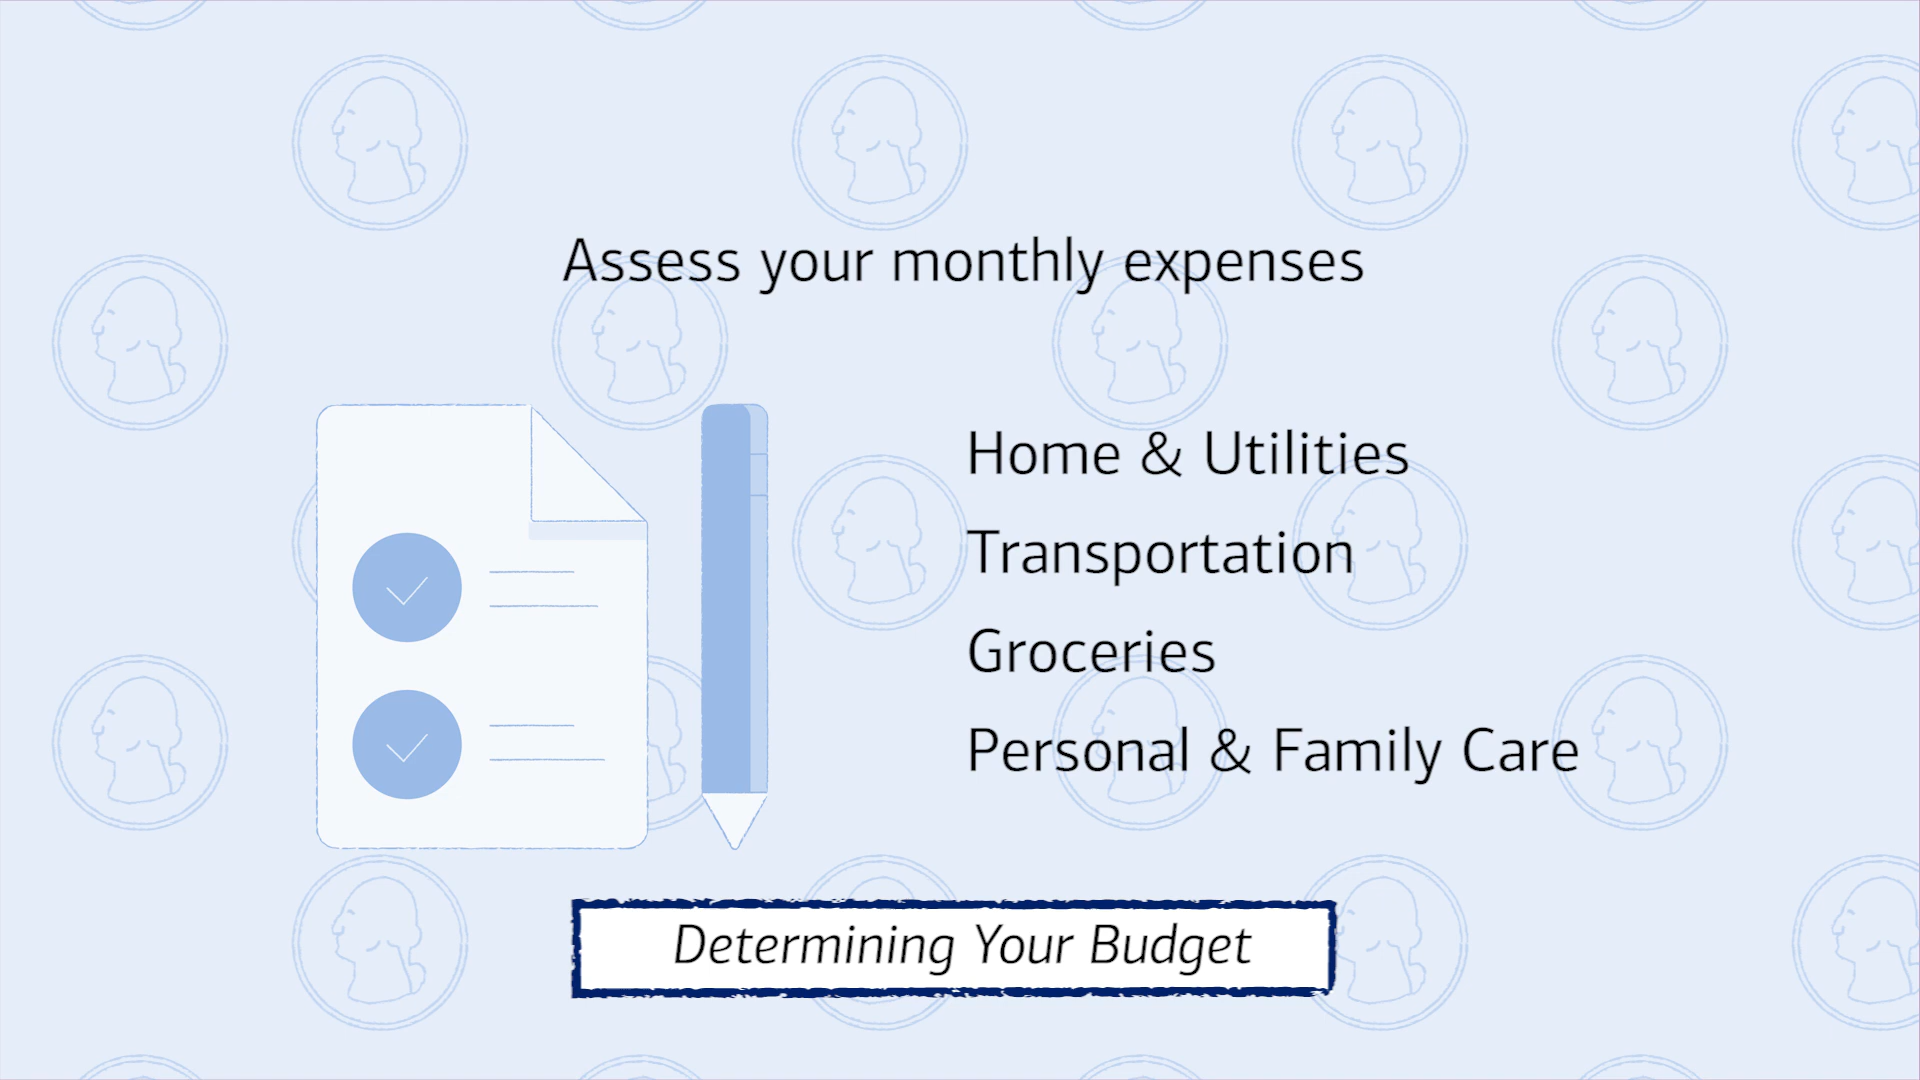 Assess your monthly expenses
Home & Utilities
Transportation
Groceries
Personal & Family Care
Determining Your Budget